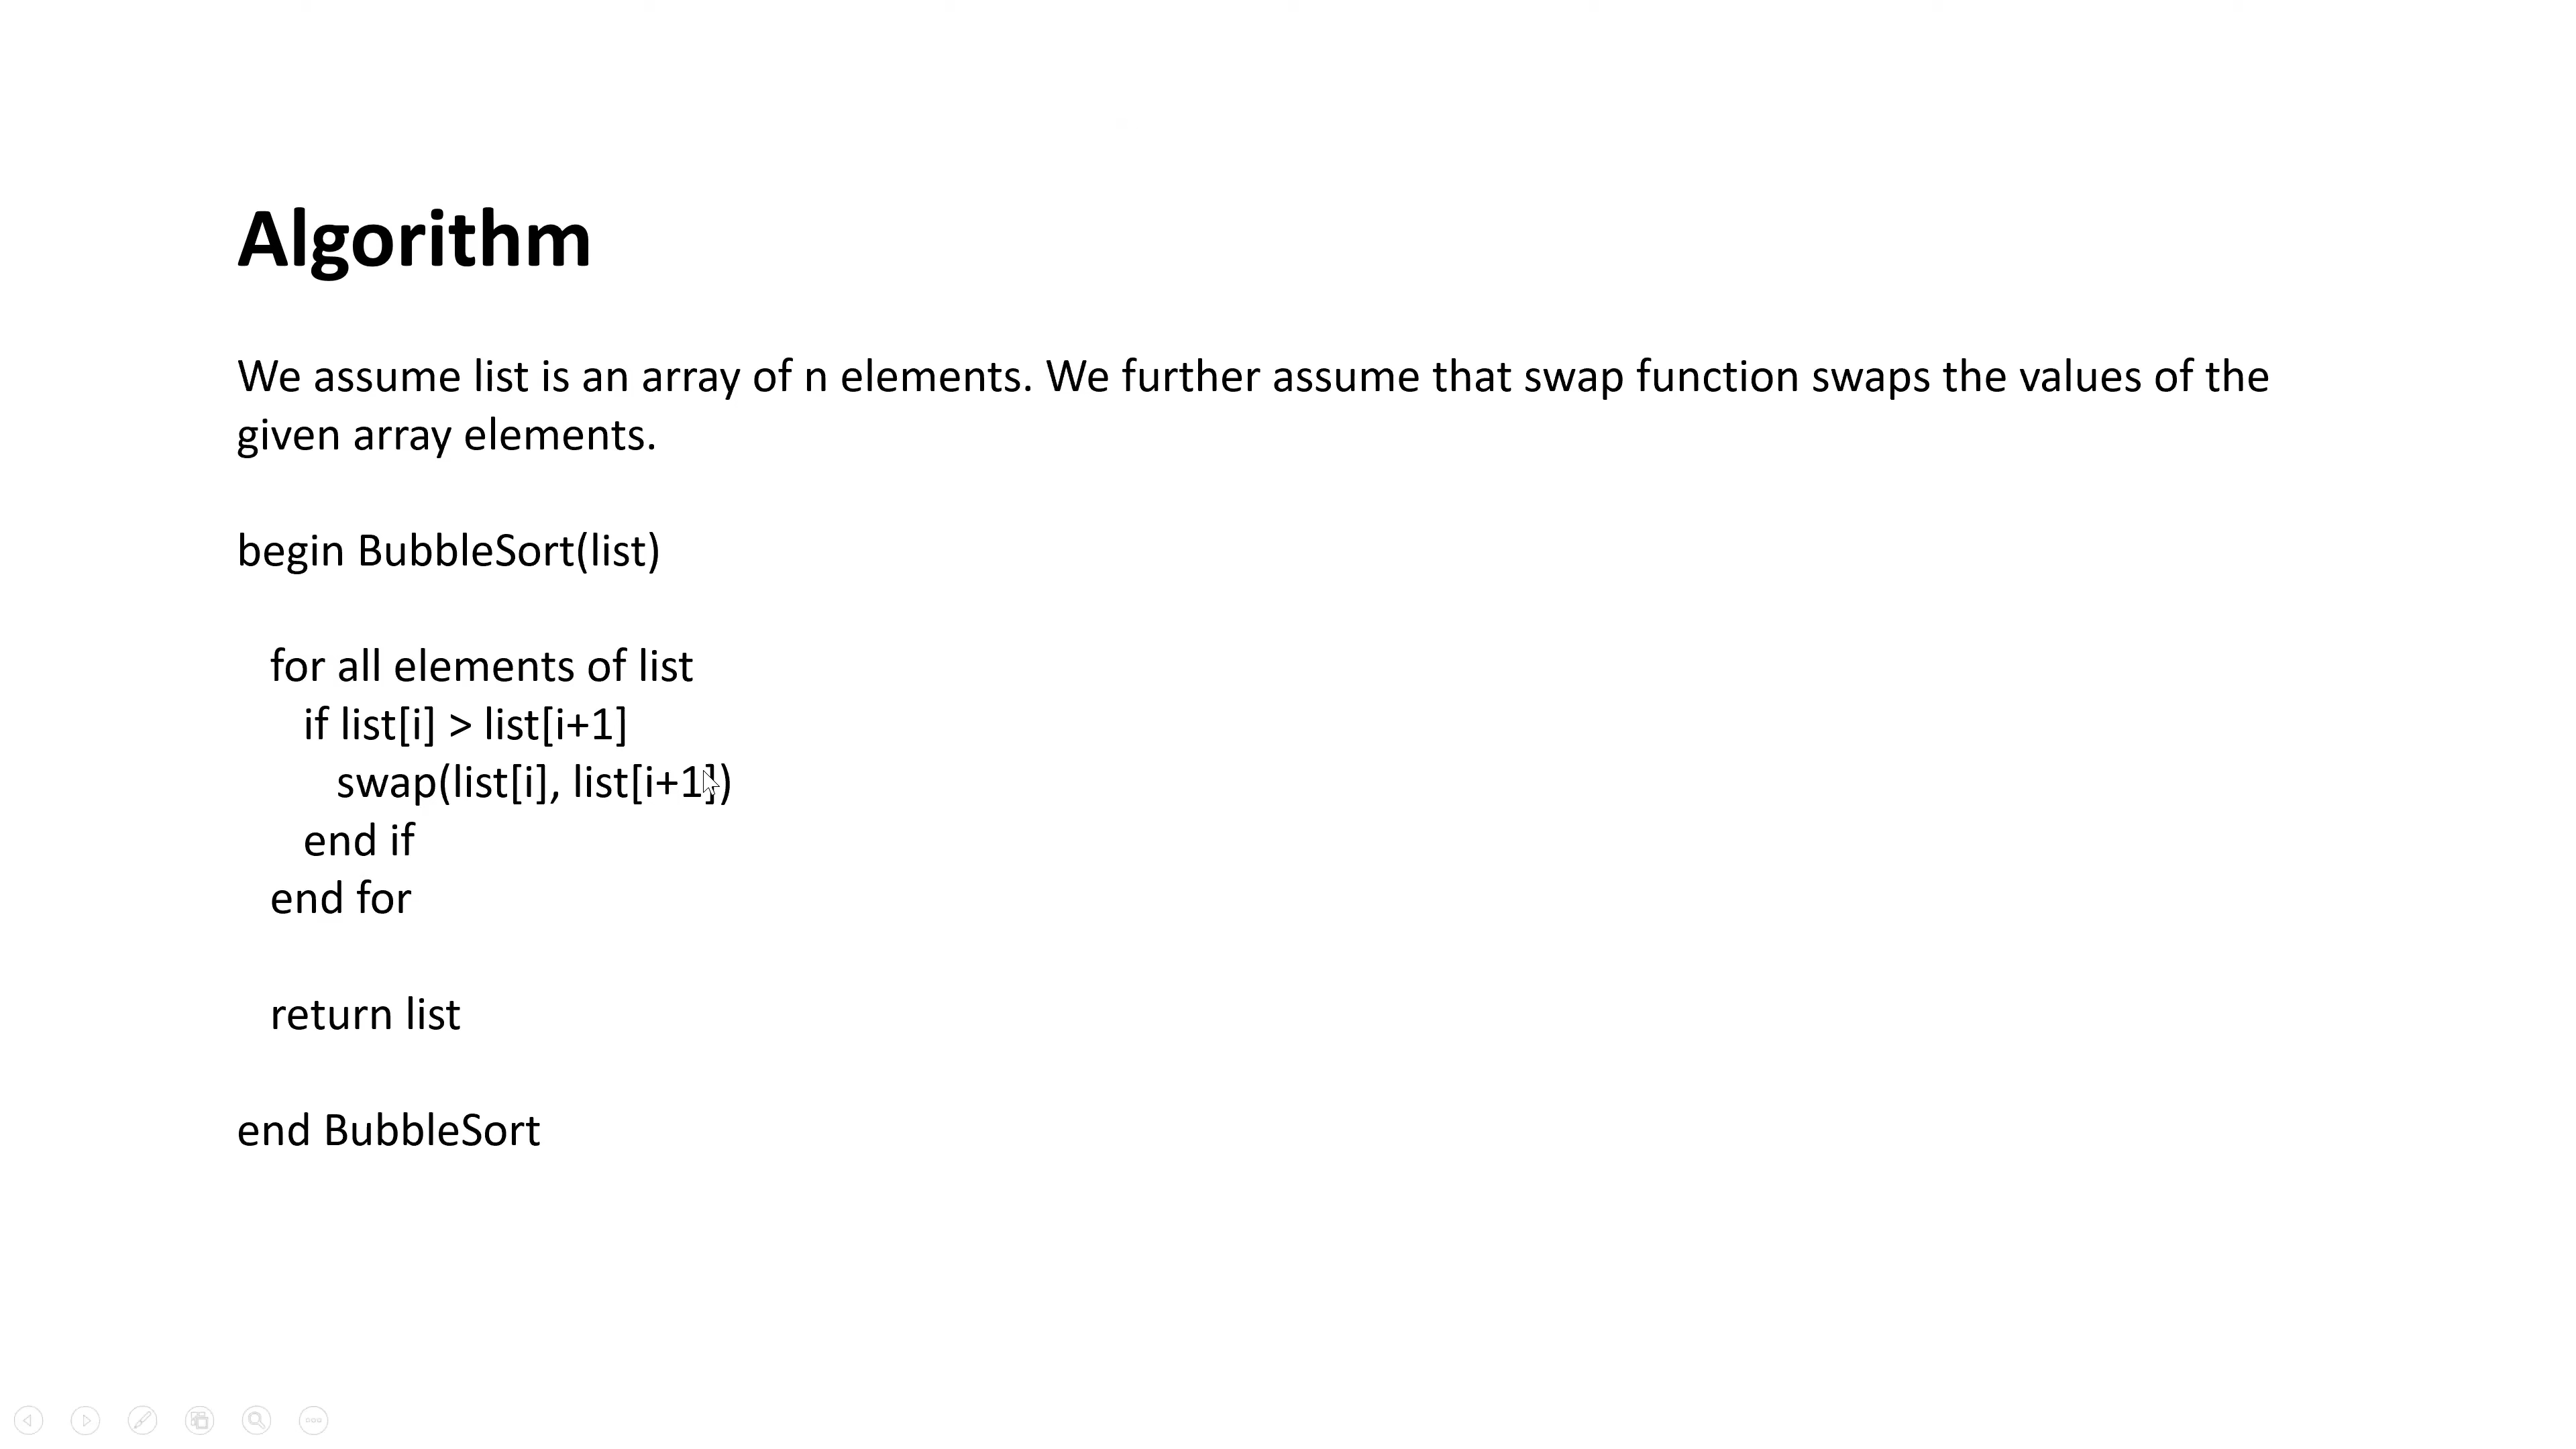 Algorithm
We assume list is an array of n elements. We further assume that swap function swaps the values of the
given array elements.
begin BubbleSort(list)
for all elements of list
if list[i] > list[i+1]
swap(list[i], list[i+1])
end if
end for
return list
end BubbleSort